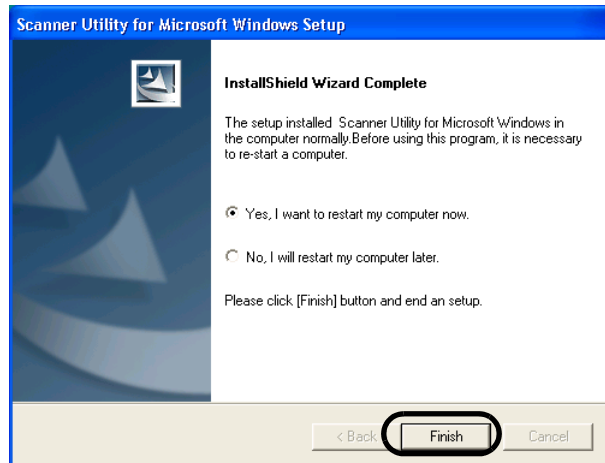 Scanner Utility for Microsoft Windows Setup
InstallShield Wizard Complete
The setup installed Scanner Utility for Microsoft Windows in
the computer normally.Before using this program, it is necessary
to re-start a computer.
Yes, I want to restart my computer now.
No, I will restart my computer later.
Please click [Finish] button and end an setup.
< Back Finish Cancel